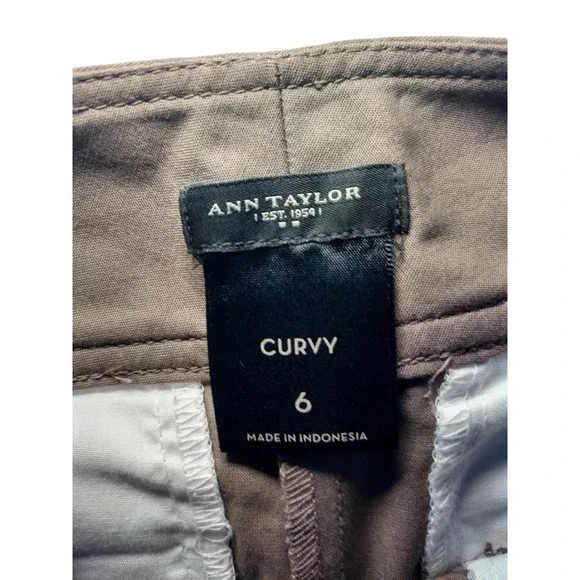 ANN TAYLOR
EST. 1954
CURVY
6
MADE IN INDONESIA